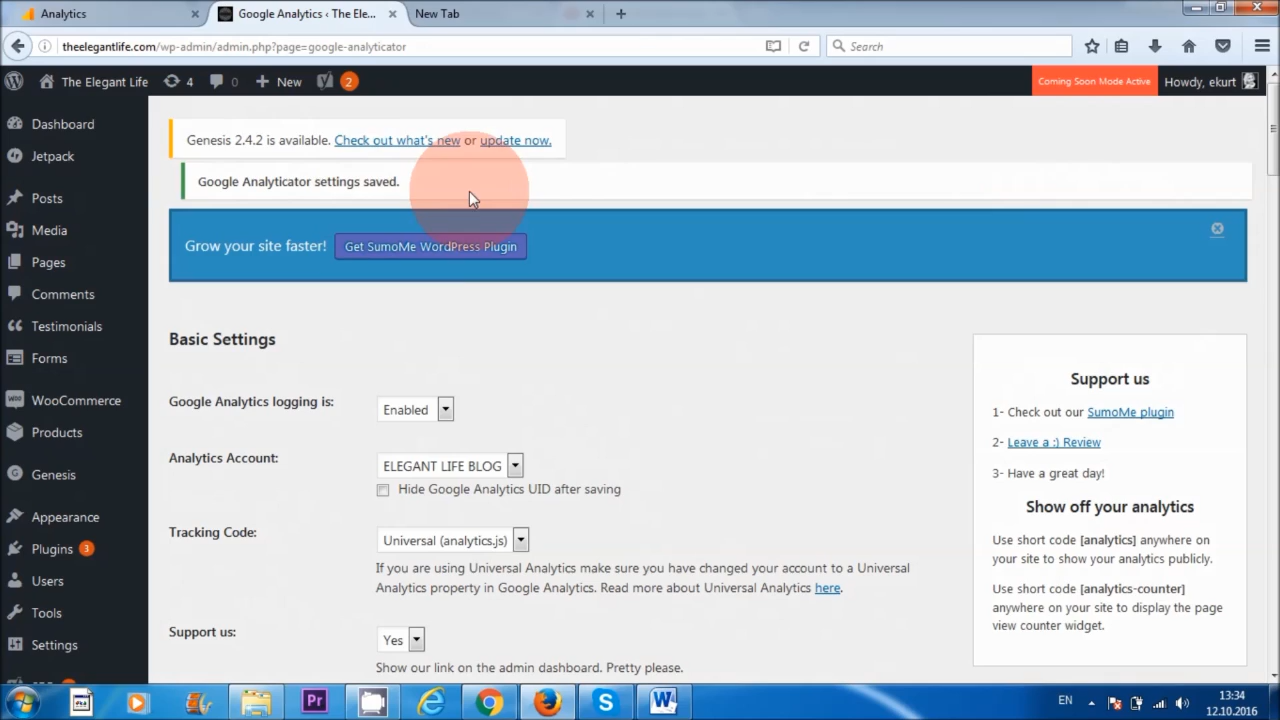 Analytics
Google Analytics ‹ The Ele...
New Tab
theelegantlife.com/wp-admin/admin.php?page=google-analyticator
Search
The Elegant Life
4
0
New
2
Coming Soon Mode Active
Howdy, ekurt
Dashboard
Jetpack
Posts
Media
Pages
Comments
Testimonials
Forms
WooCommerce
Products
Genesis
Appearance
Plugins 3
Users
Tools
Settings
Genesis 2.4.2 is available. Check out what's new or update now.
Google Analyticator settings saved.
Grow your site faster! Get SumoMe WordPress Plugin
Basic Settings
Google Analytics logging is:
Enabled
Analytics Account:
ELEGANT LIFE BLOG
Hide Google Analytics UID after saving
Tracking Code:
Universal (analytics.js)
If you are using Universal Analytics make sure you have changed your account to a Universal
Analytics property in Google Analytics. Read more about Universal Analytics here.
Support us:
Yes
Show our link on the admin dashboard. Pretty please.
Support us
1- Check out our SumoMe plugin
2- Leave a :) Review
3- Have a great day!
Show off your analytics
Use short code [analytics] anywhere on
your site to show your analytics publicly.
Use short code [analytics-counter]
anywhere on your site to display the page
view counter widget.
Pr
EN
13:34
12.10.2016